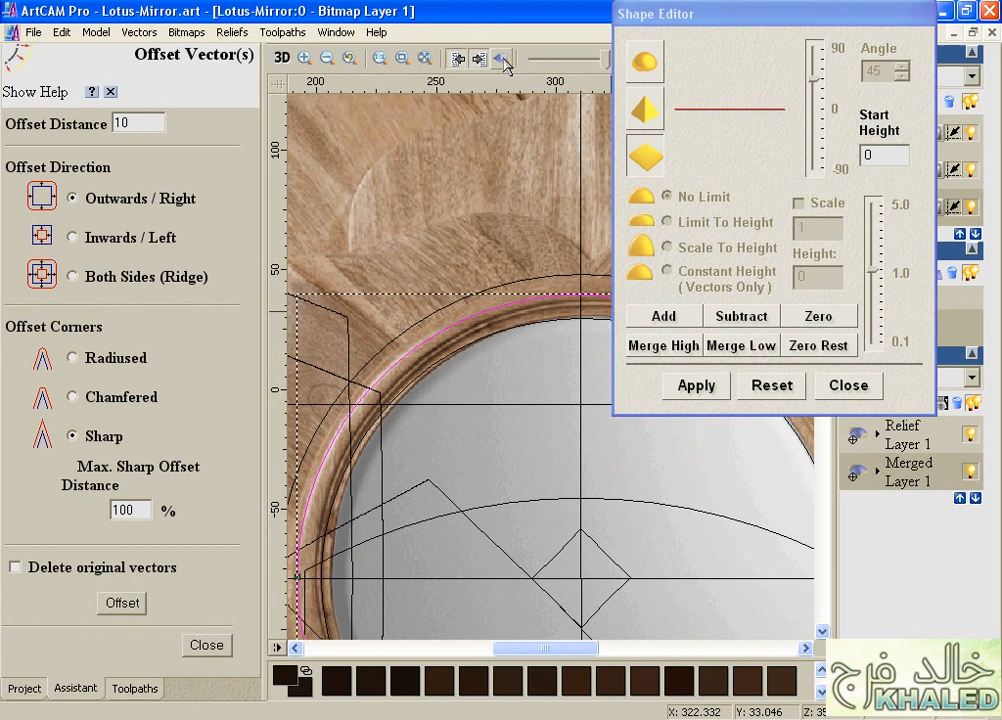 ArtCAM Pro - Lotus-Mirror.art - [Lotus-Mirror:0 - Bitmap Layer 1]
File Edit Model Vectors Bitmaps Reliefs Toolpaths Window Help
Offset Vector(s)
Show Help ? X
Offset Distance 10
Offset Direction
Outwards / Right
Inwards / Left
Both Sides (Ridge)
Offset Corners
Radiused
Chamfered
Sharp
Max. Sharp Offset
Distance
100 %
Delete original vectors
Offset
Close
Project Assistant Toolpaths
3D
200 250 300
100
50
0
-50
Shape Editor
90
0
-90
Angle
45
Start
Height
0
No Limit
Limit To Height
Scale To Height
Constant Height
( Vectors Only )
Scale
1
Height:
0
5.0
1.0
0.1
Add Subtract Zero
Merge High Merge Low Zero Rest
Apply Reset Close
Relief
Layer 1
Merged
Layer 1
خالد فرج
KHALED
X: 322.332 Y: 33.046